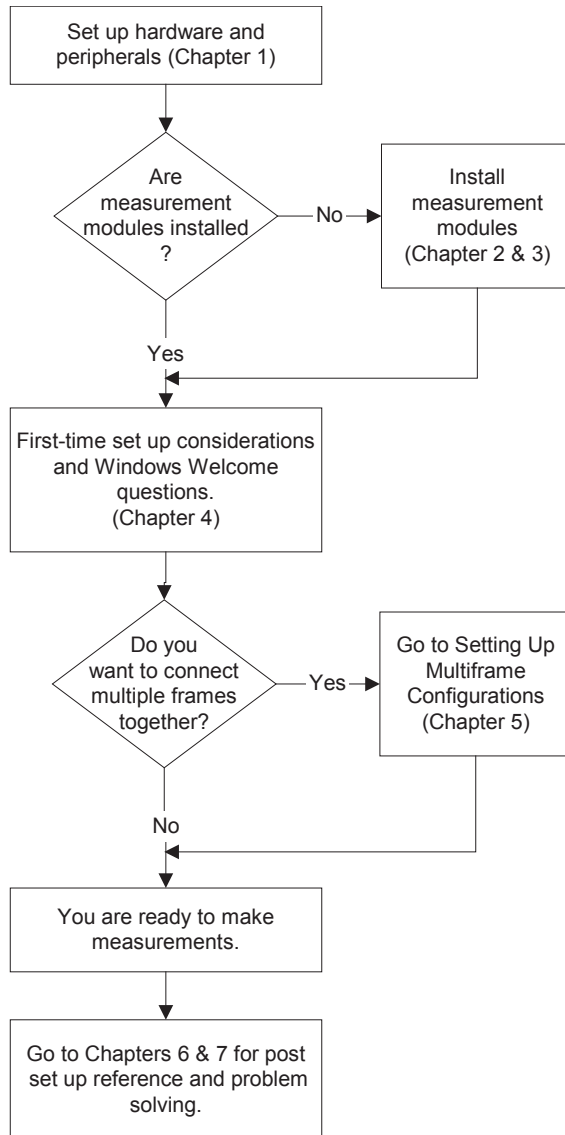 Set up hardware and
peripherals (Chapter 1)
Are
measurement
modules installed
?
No
Install
measurement
modules
(Chapter 2 & 3)
Yes
First-time set up considerations
and Windows Welcome
questions.
(Chapter 4)
Do you
want to connect
multiple frames
together?
Yes
Go to Setting Up
Multiframe
Configurations
(Chapter 5)
No
You are ready to make
measurements.
Go to Chapters 6 & 7 for post
set up reference and problem
solving.